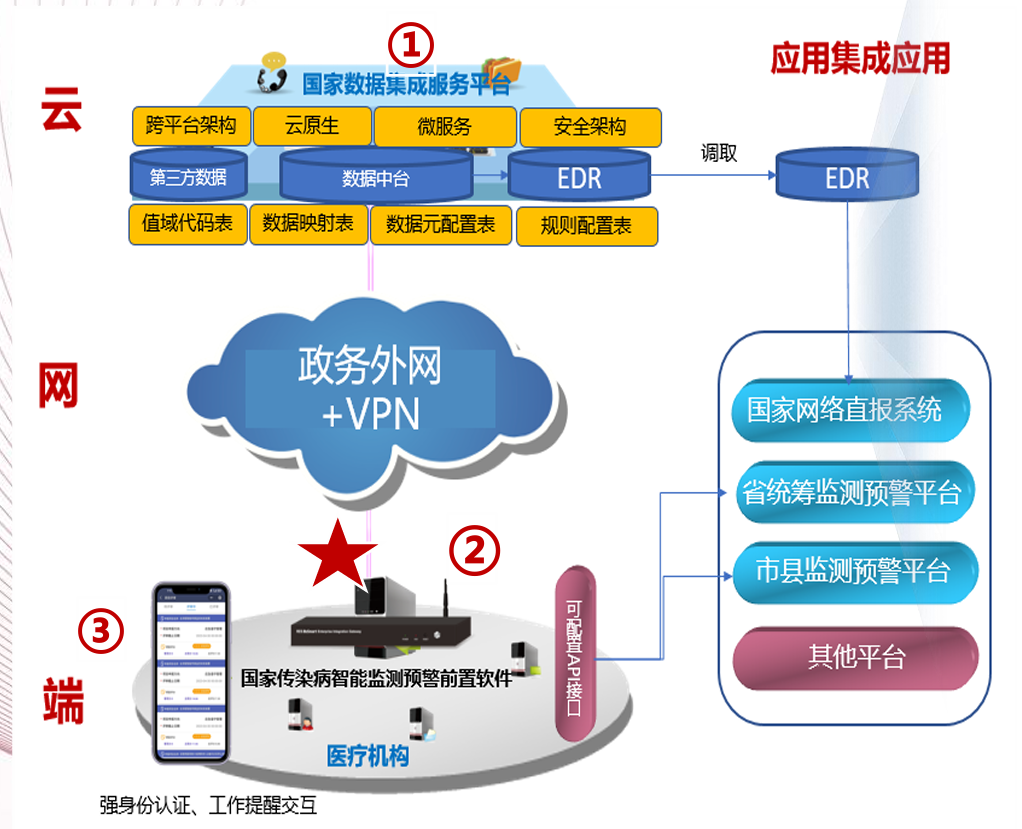 ①
应用集成应用
云
国家数据集成服务平台
跨平台架构
云原生
微服务
安全架构
第三方数据
数据中台
EDR
调取
EDR
值域代码表
数据映射表
数据元配置表
规则配置表
网
政务外网
+VPN
国家网络直报系统
省统筹监测预警平台
市县监测预警平台
其他平台
②
③
端
可配置API接口
国家传染病智能监测预警前置软件
医疗机构
强身份认证、工作提醒交互